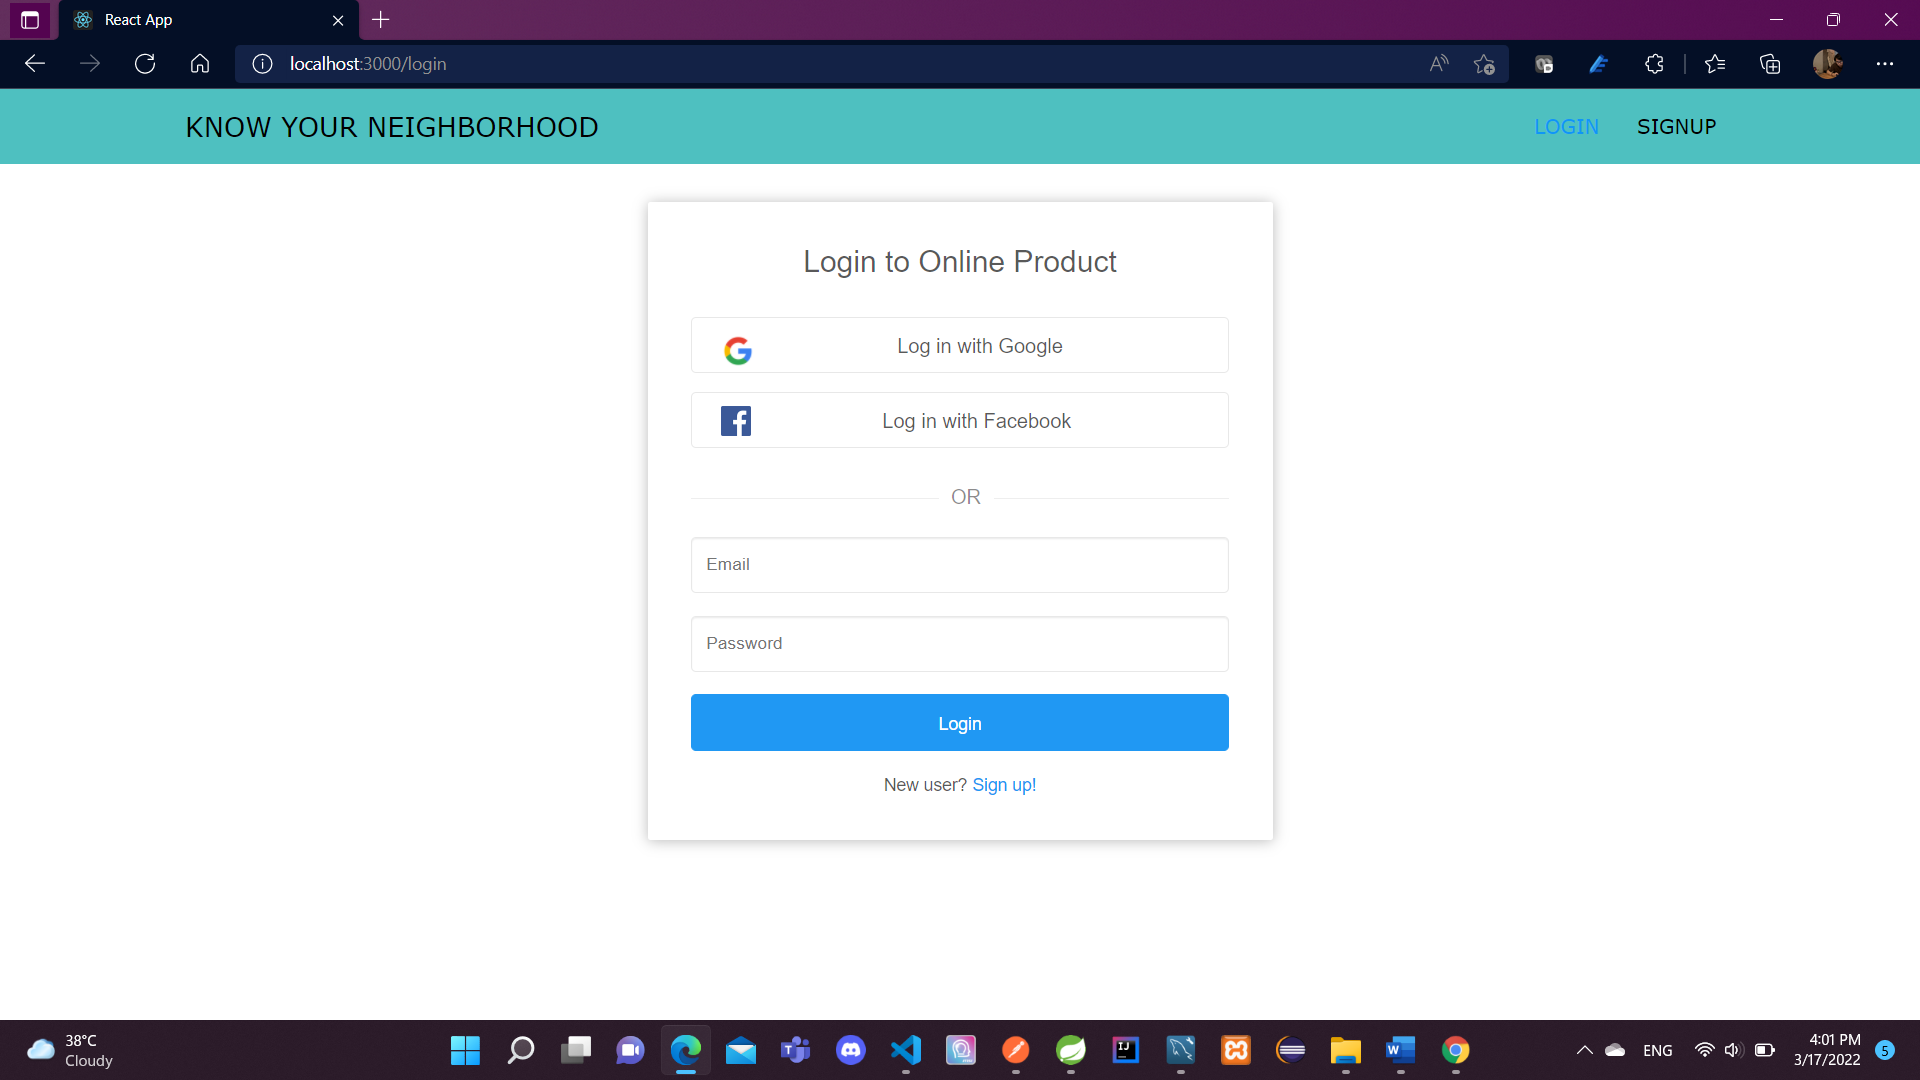 React App
localhost:3000/login
KNOW YOUR NEIGHBORHOOD
LOGIN
SIGNUP
Login to Online Product
Log in with Google
Log in with Facebook
OR
Email
Password
Login
New user? Sign up!
38°C
Cloudy
ENG
4:01 PM
3/17/2022
5